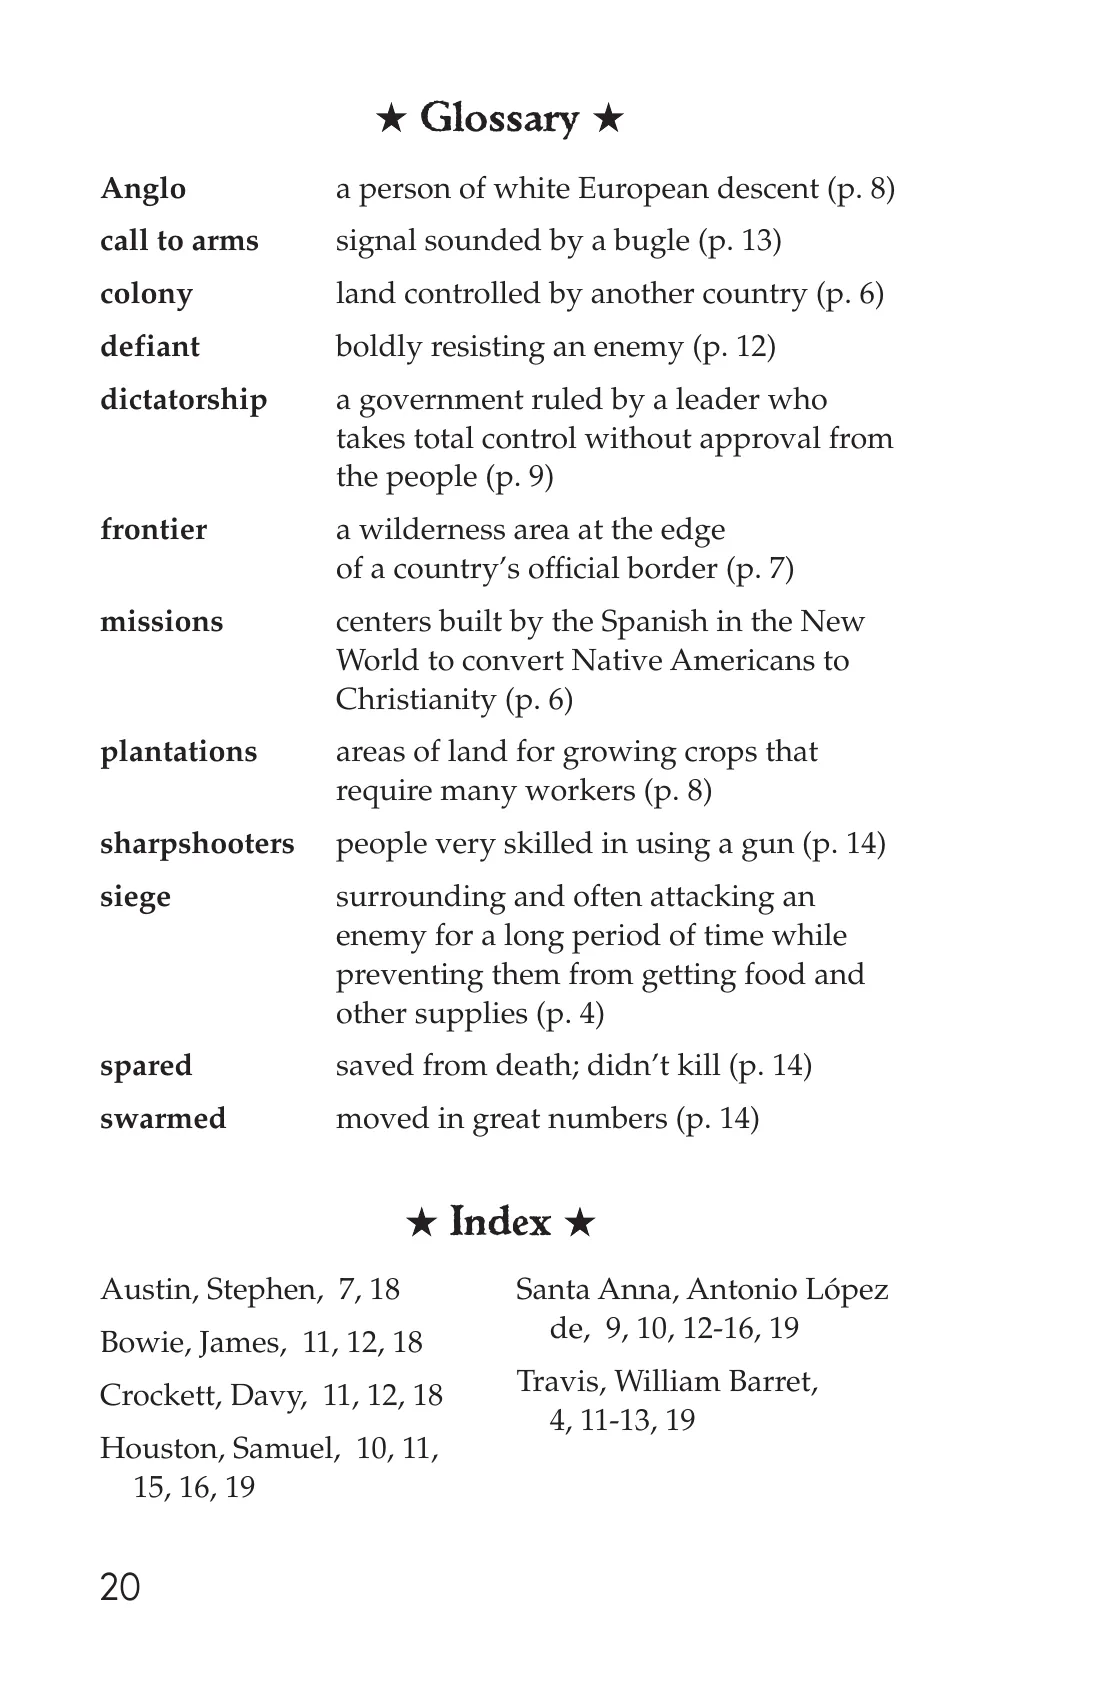 ★ Glossary ★
Anglo a person of white European descent (p. 8)
call to arms signal sounded by a bugle (p. 13)
colony land controlled by another country (p. 6)
defiant boldly resisting an enemy (p. 12)
dictatorship a government ruled by a leader who
takes total control without approval from
the people (p. 9)
frontier a wilderness area at the edge
of a country's official border (p. 7)
missions centers built by the Spanish in the New
World to convert Native Americans to
Christianity (p. 6)
plantations areas of land for growing crops that
require many workers (p. 8)
sharpshooters people very skilled in using a gun (p. 14)
siege surrounding and often attacking an
enemy for a long period of time while
preventing them from getting food and
other supplies (p. 4)
spared saved from death; didn't kill (p. 14)
swarmed moved in great numbers (p. 14)
★ Index ★
Austin, Stephen, 7, 18
Bowie, James, 11, 12, 18
Crockett, Davy, 11, 12, 18
Houston, Samuel, 10, 11,
15, 16, 19
Santa Anna, Antonio López
de, 9, 10, 12-16, 19
Travis, William Barret,
4, 11-13, 19
20